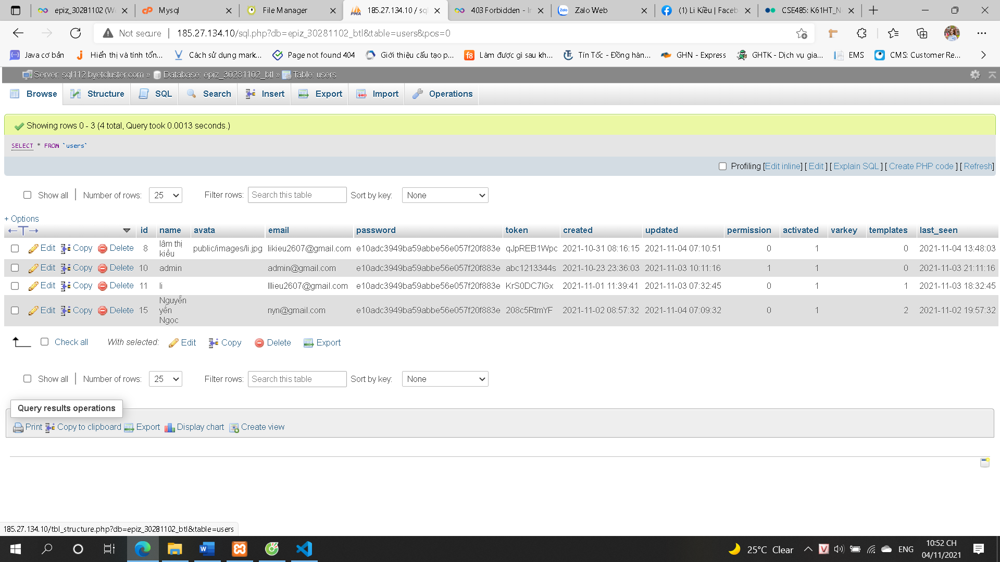 epiz_30281102 (W
Mysql
File Manager
185.27.134.10 / sql
403 Forbidden - I
Zalo Web
(1) Li Kiều | Faceb
CSE485: K61HT_N
Not secure
185.27.134.10/sql.php?db=epiz_30281102_btl&table=users&pos=0
Java cơ bản
Hiển thị và tính tổn...
Cách sử dụng mark...
Page not found 404
Giới thiệu cấu tạo p...
Làm được gì sau kh...
Tín Tốc - Đồng hàn...
GHN - Express
GHTK - Dịch vụ gia...
EMS
CMS: Customer Re...
Server: sql112.byetcluster.com » Database: epiz_30281102_btl » Table: users
Browse Structure SQL Search Insert Export Import Operations
Showing rows 0 - 3 (4 total, Query took 0.0013 seconds.)
SELECT * FROM `users`
Profiling [Edit inline] [ Edit ] [ Explain SQL ] [ Create PHP code ] [ Refresh]
Show all | Number of rows: 25 Filter rows: Search this table Sort by key: None
+ Options
id name avata email password token created updated permission activated varkey templates last_seen
Edit Copy Delete 8 lâm thị kiều public/images/li.jpg likieu2607@gmail.com e10adc3949ba59abbe56e057f20f883e qJpREB1Wpc 2021-10-31 08:16:15 2021-11-04 07:10:51 0 1 0 2021-11-04 13:48:03
Edit Copy Delete 10 admin admin@gmail.com e10adc3949ba59abbe56e057f20f883e abc1213344s 2021-10-23 23:36:03 2021-11-03 10:11:16 1 1 0 2021-11-03 21:11:16
Edit Copy Delete 11 li lllieu2607@gmail.com e10adc3949ba59abbe56e057f20f883e KrS0DC7lGx 2021-11-01 11:39:41 2021-11-03 07:32:45 0 1 1 2021-11-03 18:32:45
Edit Copy Delete 15 Nguyễn yến Ngọc nyn@gmail.com e10adc3949ba59abbe56e057f20f883e 208c5RtmYF 2021-11-02 08:57:32 2021-11-04 07:09:32 0 1 2 2021-11-02 19:57:32
Check all With selected: Edit Copy Delete Export
Show all | Number of rows: 25 Filter rows: Search this table Sort by key: None
Query results operations
Print Copy to clipboard Export Display chart Create view
185.27.134.10/tbl_structure.php?db=epiz_30281102_btl&table=users
25°C Clear
ENG
10:52 CH
04/11/2021